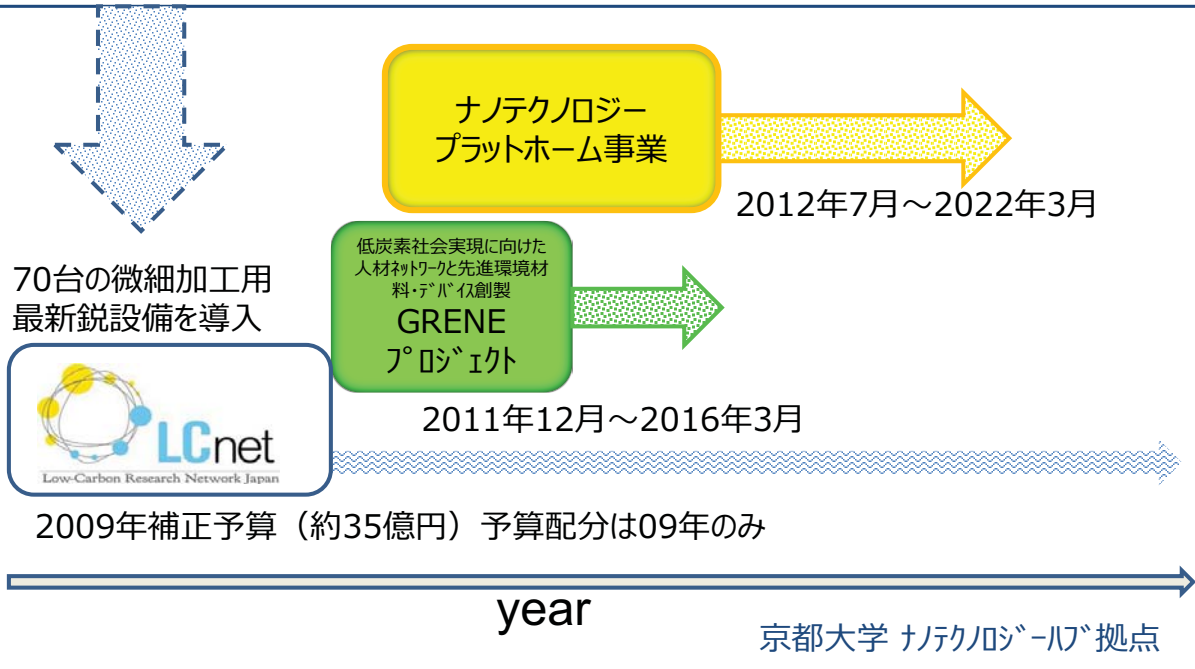 ナノテクノロジー
プラットホーム事業
2012年7月～2022年3月
低炭素社会実現に向けた
人材ﾈｯﾄﾜｰｸと先進環境材
料・ﾃﾞﾊﾞｲｽ創製
GRENE
ﾌﾟﾛｼﾞｪｸﾄ
70台の微細加工用
最新鋭設備を導入
2011年12月～2016年3月
LCnet
Low-Carbon Research Network Japan
2009年補正予算（約35億円）予算配分は09年のみ
year
京都大学 ﾅﾉﾃｸﾉﾛｼﾞｰﾊﾌﾞ拠点